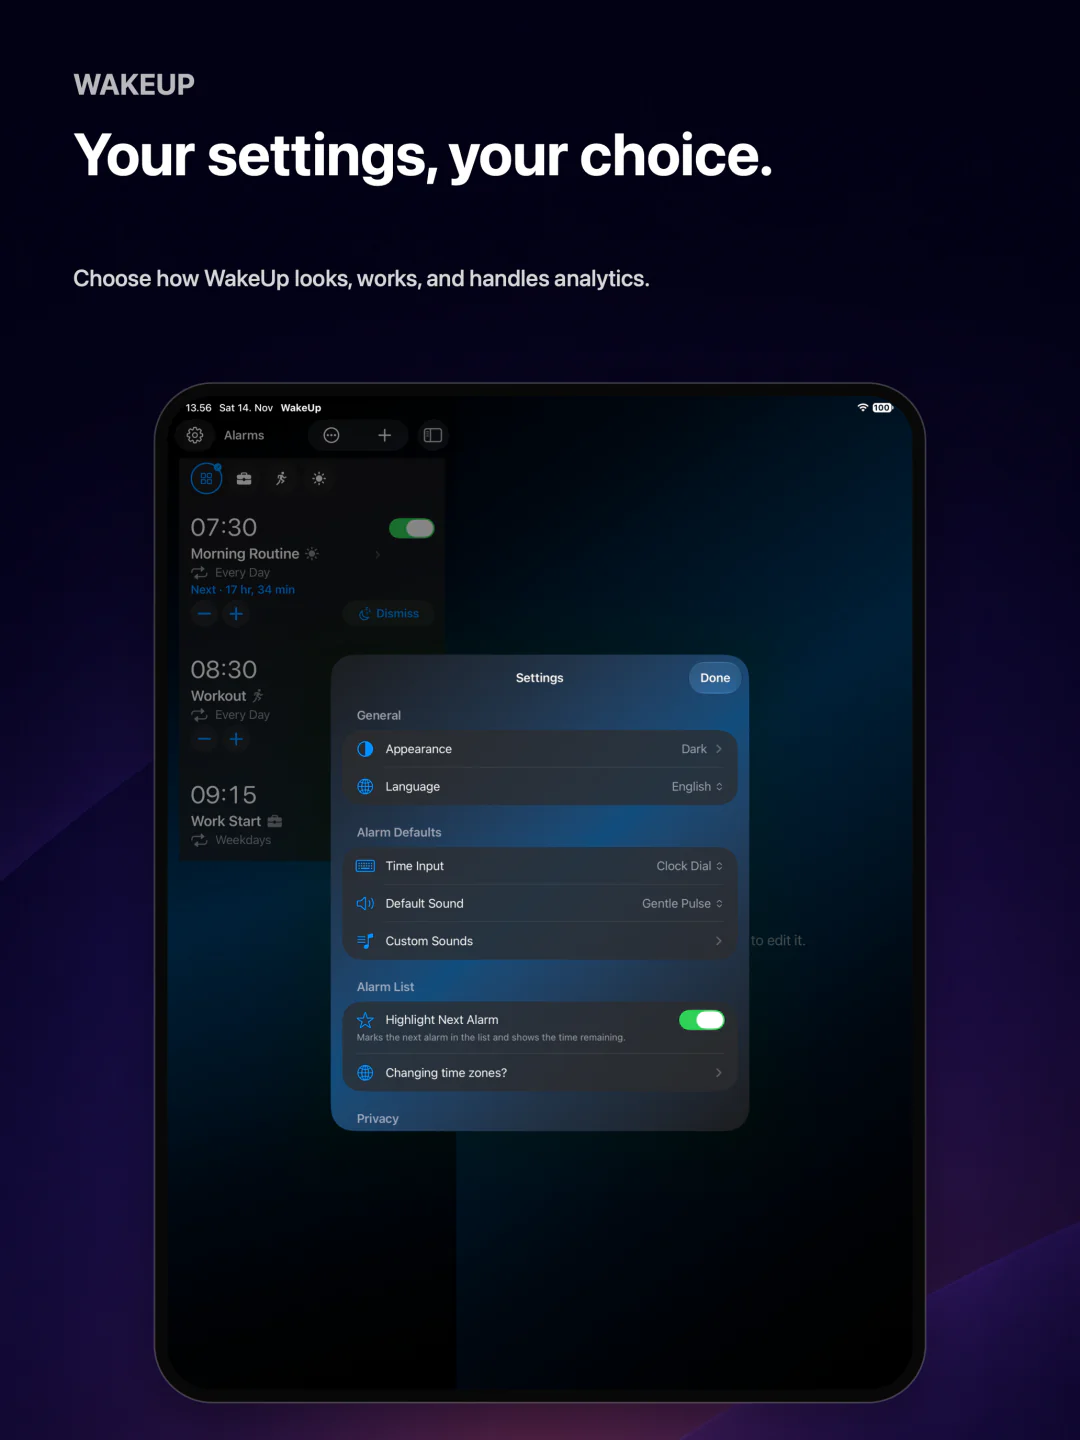 WAKEUP
Your settings, your choice.
Choose how WakeUp looks, works, and handles analytics.
13.56 Sat 14. Nov WakeUp
100
Alarms
07:30
Morning Routine
Every Day
Next · 17 hr, 34 min
Dismiss
08:30
Workout
Every Day
09:15
Work Start
Weekdays
to edit it.
Settings
Done
General
Appearance Dark
Language English
Alarm Defaults
Time Input Clock Dial
Default Sound Gentle Pulse
Custom Sounds
Alarm List
Highlight Next Alarm
Marks the next alarm in the list and shows the time remaining.
Changing time zones?
Privacy